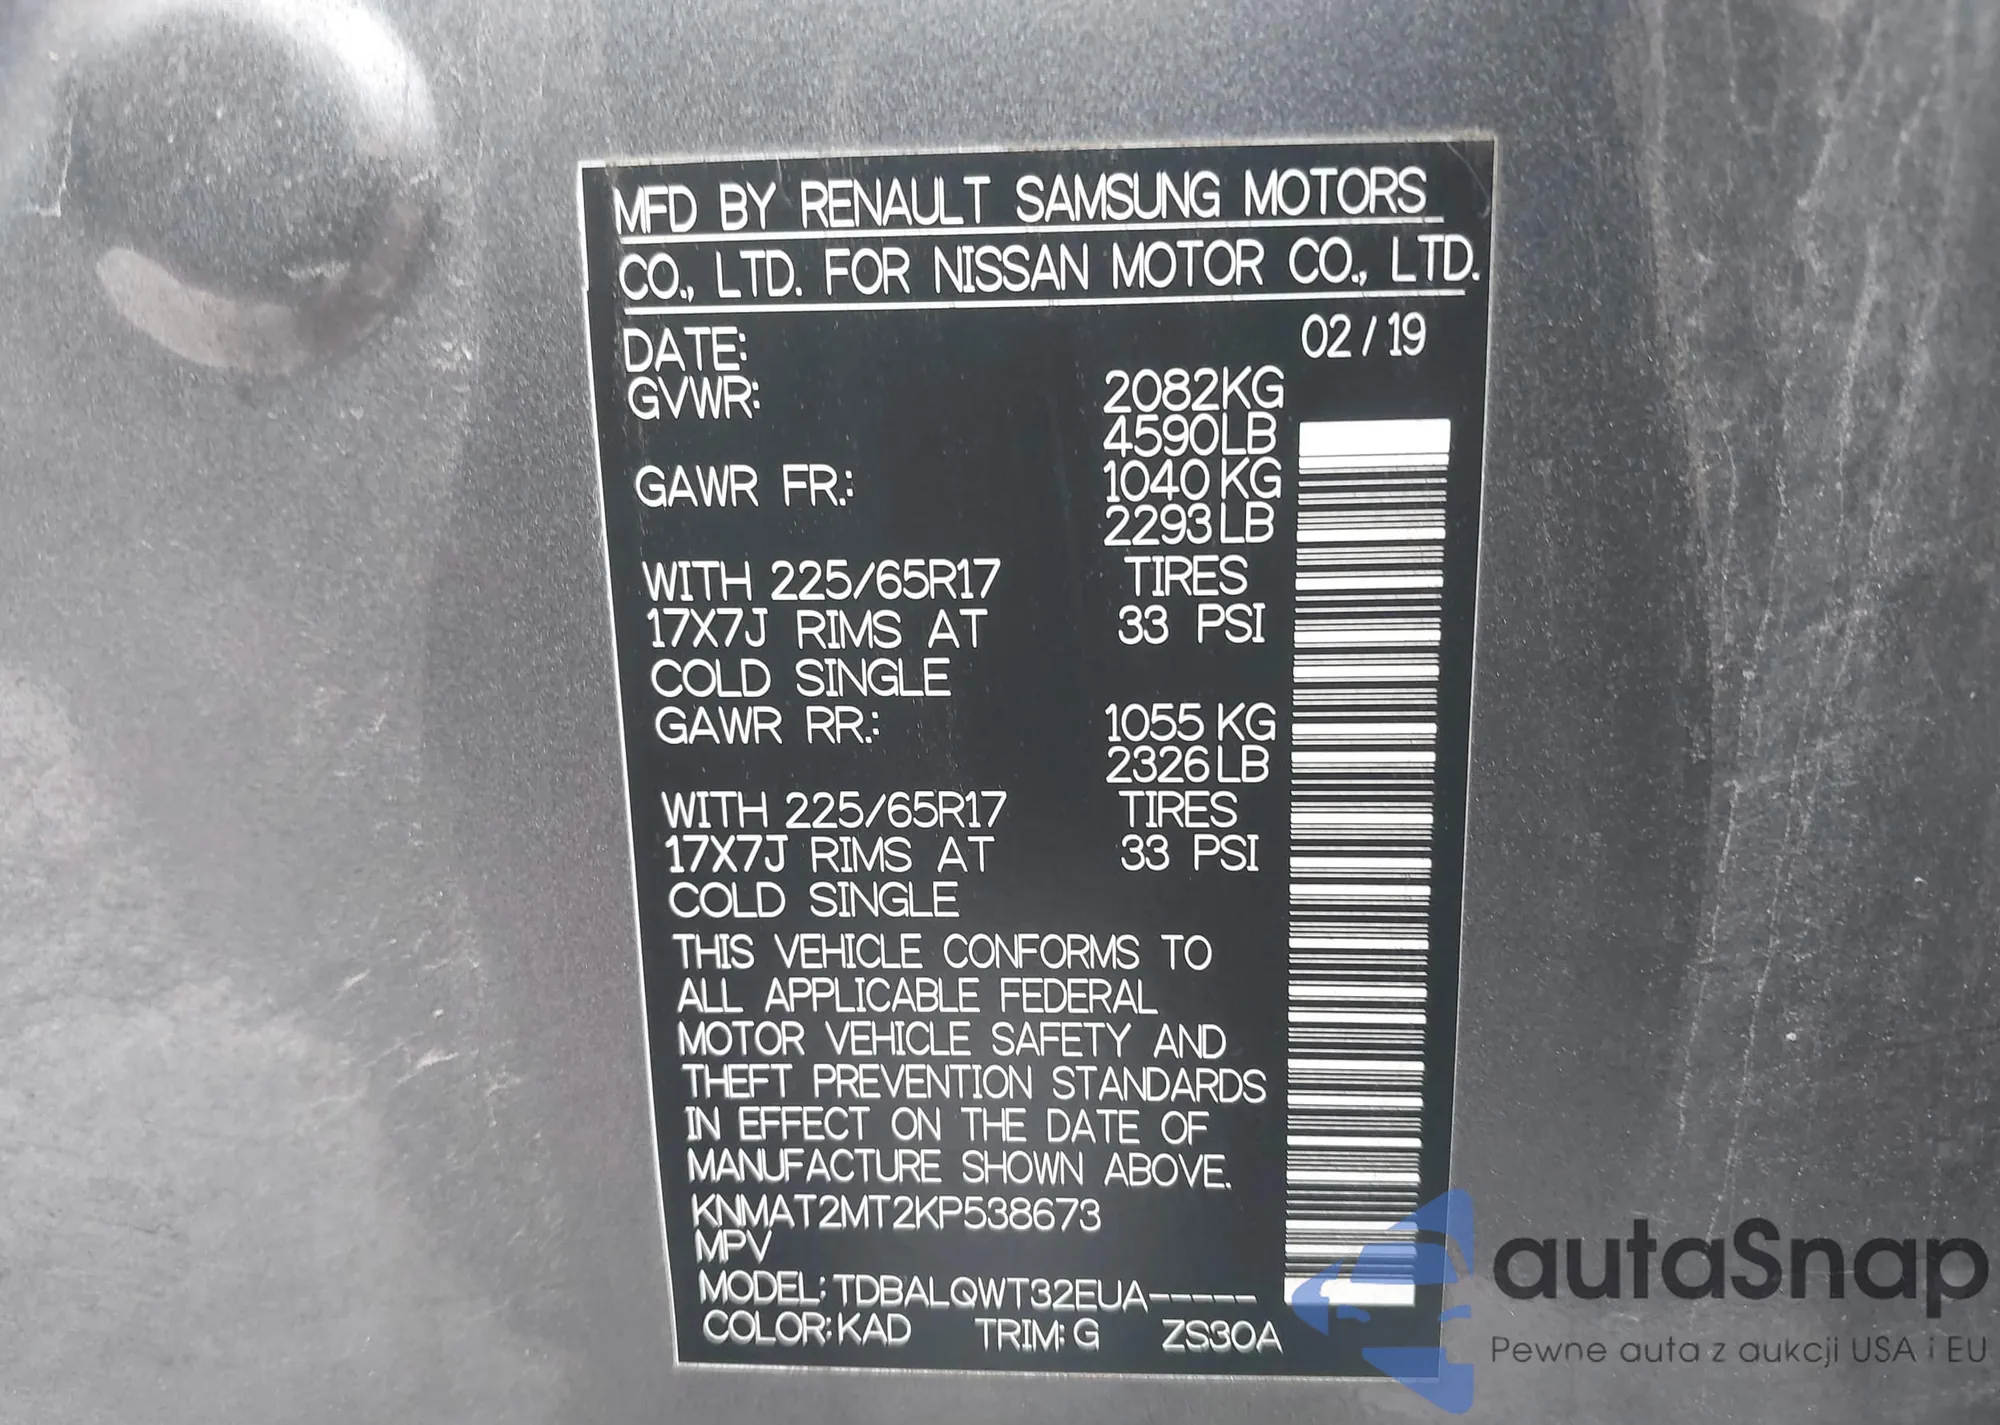 MFD BY RENAULT SAMSUNG MOTORS
CO., LTD. FOR NISSAN MOTOR CO., LTD.
DATE: 02 / 19
GVWR: 2082KG
4590LB
GAWR FR.: 1040 KG
2293LB
WITH 225/65R17 TIRES
17X7J RIMS AT 33 PSI
COLD SINGLE
GAWR RR.: 1055 KG
2326LB
WITH 225/65R17 TIRES
17X7J RIMS AT 33 PSI
COLD SINGLE
THIS VEHICLE CONFORMS TO
ALL APPLICABLE FEDERAL
MOTOR VEHICLE SAFETY AND
THEFT PREVENTION STANDARDS
IN EFFECT ON THE DATE OF
MANUFACTURE SHOWN ABOVE.
KNMAT2MT2KP538673
MPV
MODEL: TDBALQWT32EUA-----
COLOR: KAD TRIM: G ZS30A
autaSnap
Pewne auta z aukcji USA i EU